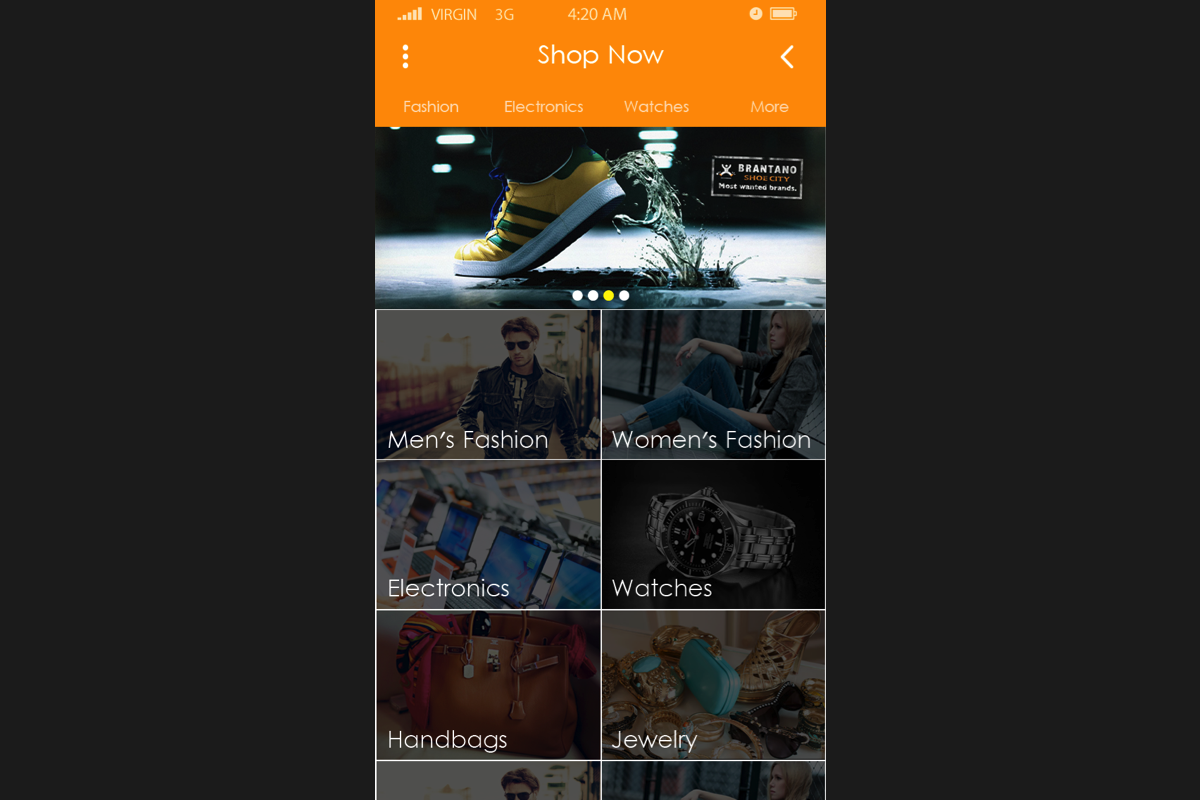 VIRGIN 3G 4:20 AM
Shop Now
Fashion Electronics Watches More
BRANTANO
SHOE CITY
Most wanted brands.
Men's Fashion Women's Fashion
Electronics Watches
Handbags Jewelry